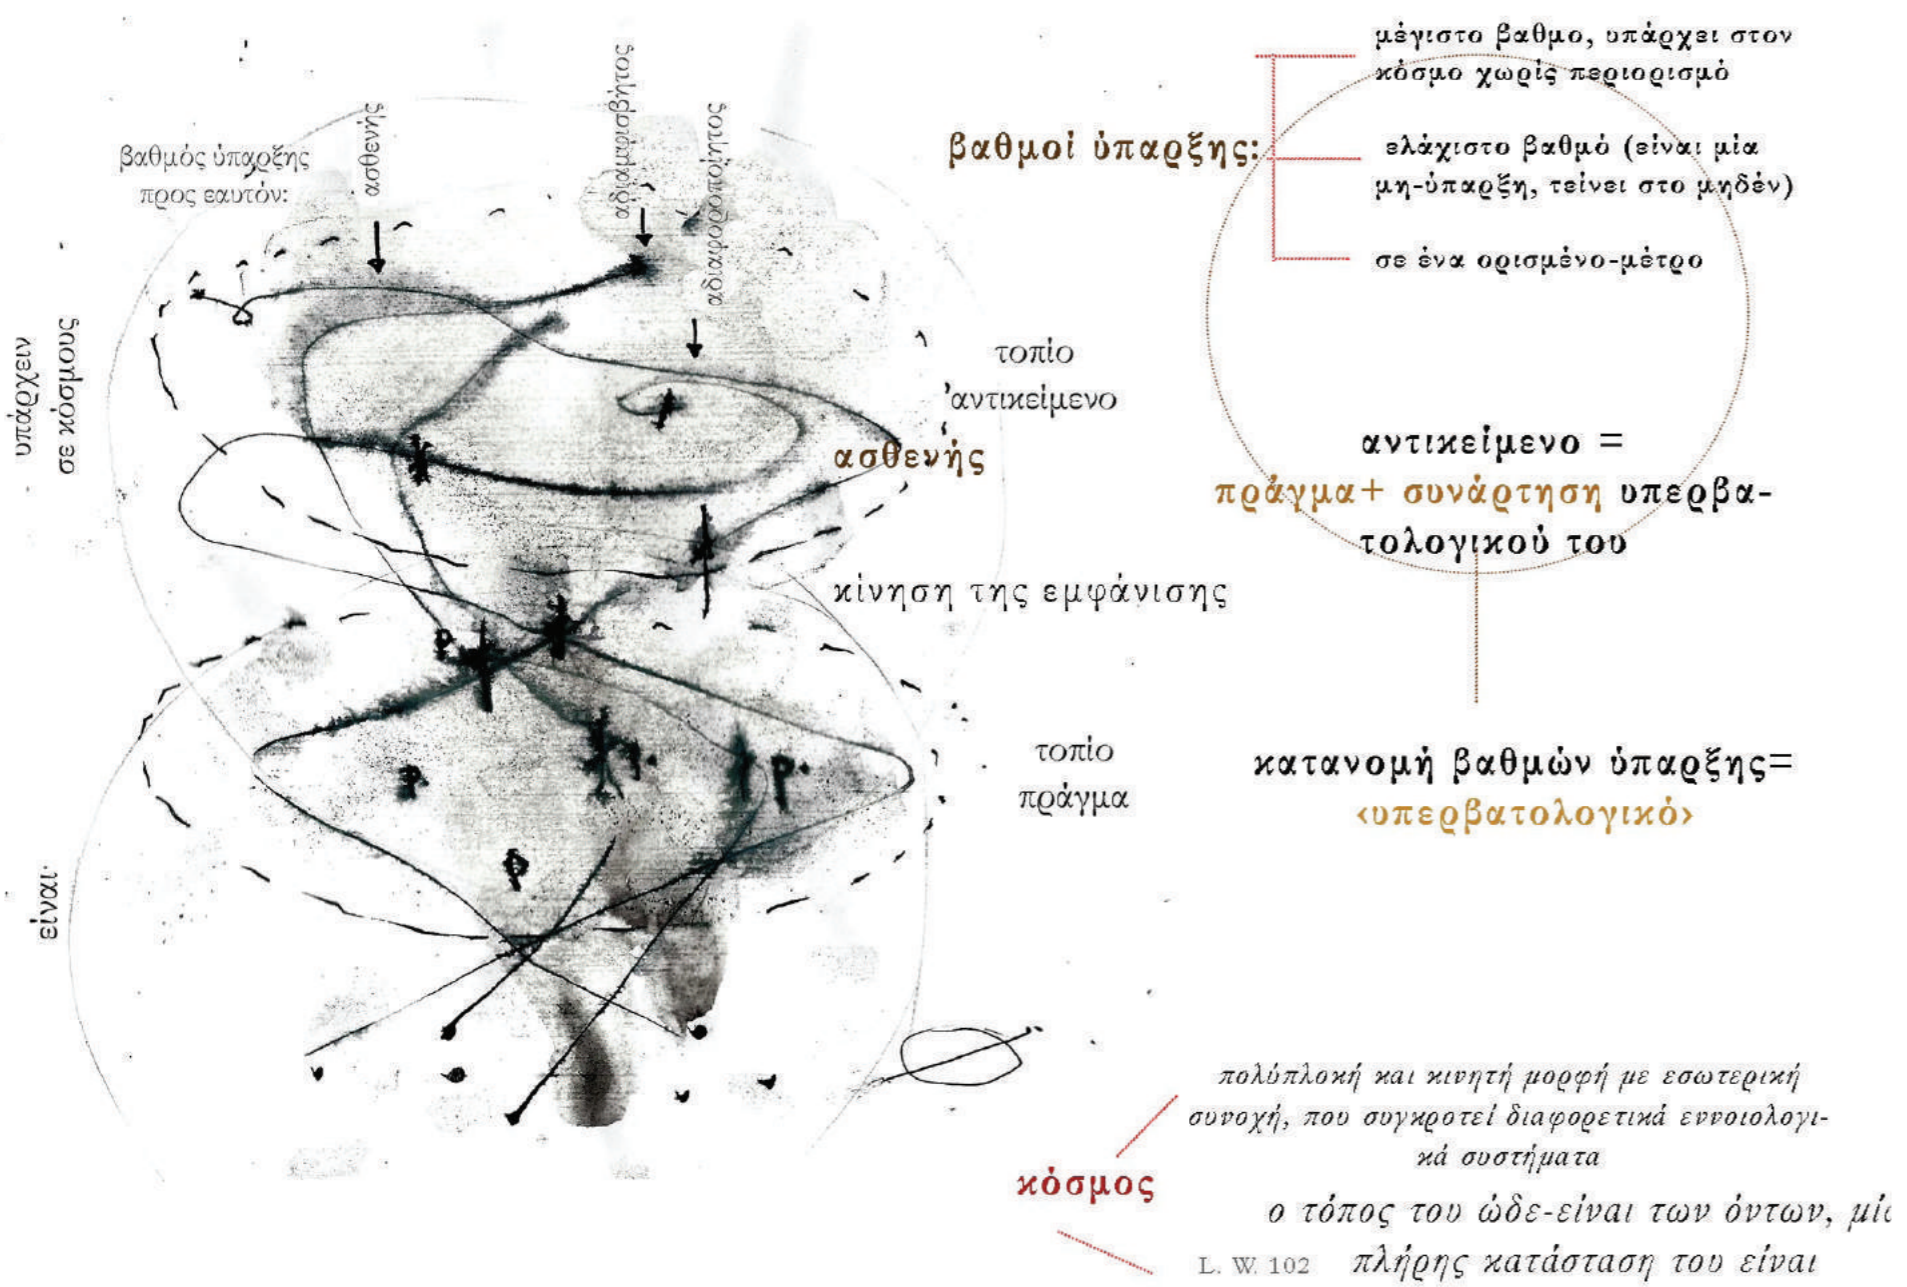 βαθμός ύπαρξης
προς εαυτόν:
ασθενής
αδιαμφισβήτος
αδιαφοροποίητος
υπάρχειν
σε κόσμους
είναι
τοπίο
'αντικείμενο
ασθενής
κίνηση της εμφάνισης
τοπίο
πράγμα
βαθμοί ύπαρξης:
μέγιστο βαθμο, υπάρχει στον
κόσμο χωρίς περιορισμό
ελάχιστο βαθμό (είναι μία
μη-ύπαρξη, τείνει στο μηδέν)
σε ένα ορισμένο-μέτρο
αντικείμενο =
πράγμα+ συνάρτηση υπερβα-
τολογικού του
κατανομή βαθμών ύπαρξης=
‹υπερβατολογικό›
κόσμος
πολύπλοκή και κινητή μορφή με εσωτερική
συνοχή, που συγκροτεί διαφορετικά εννοιολογι-
κά συστήματα
ο τόπος του ώδε-είναι των όντων,
L. W. 102 πλήρης κατάσταση του είναι